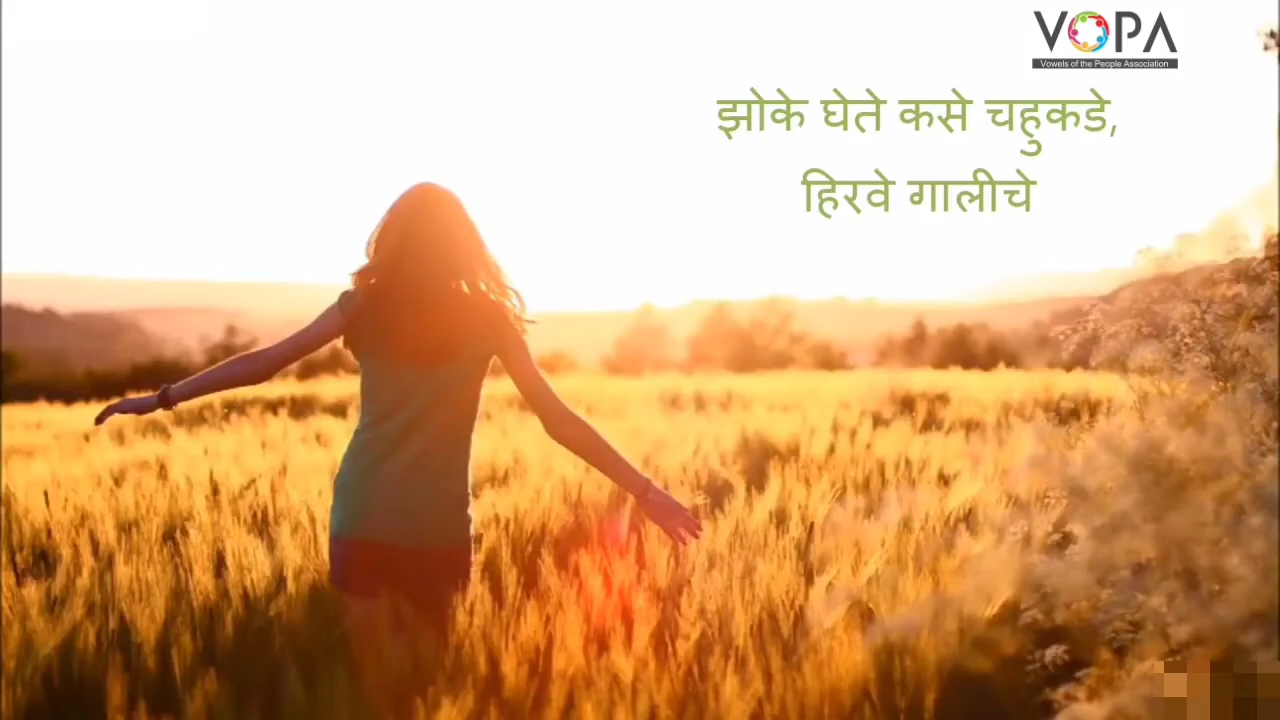 VOPA
Vowels of the People Association
झोके घेते कसे चहुकडे,
हिरवे गालीचे